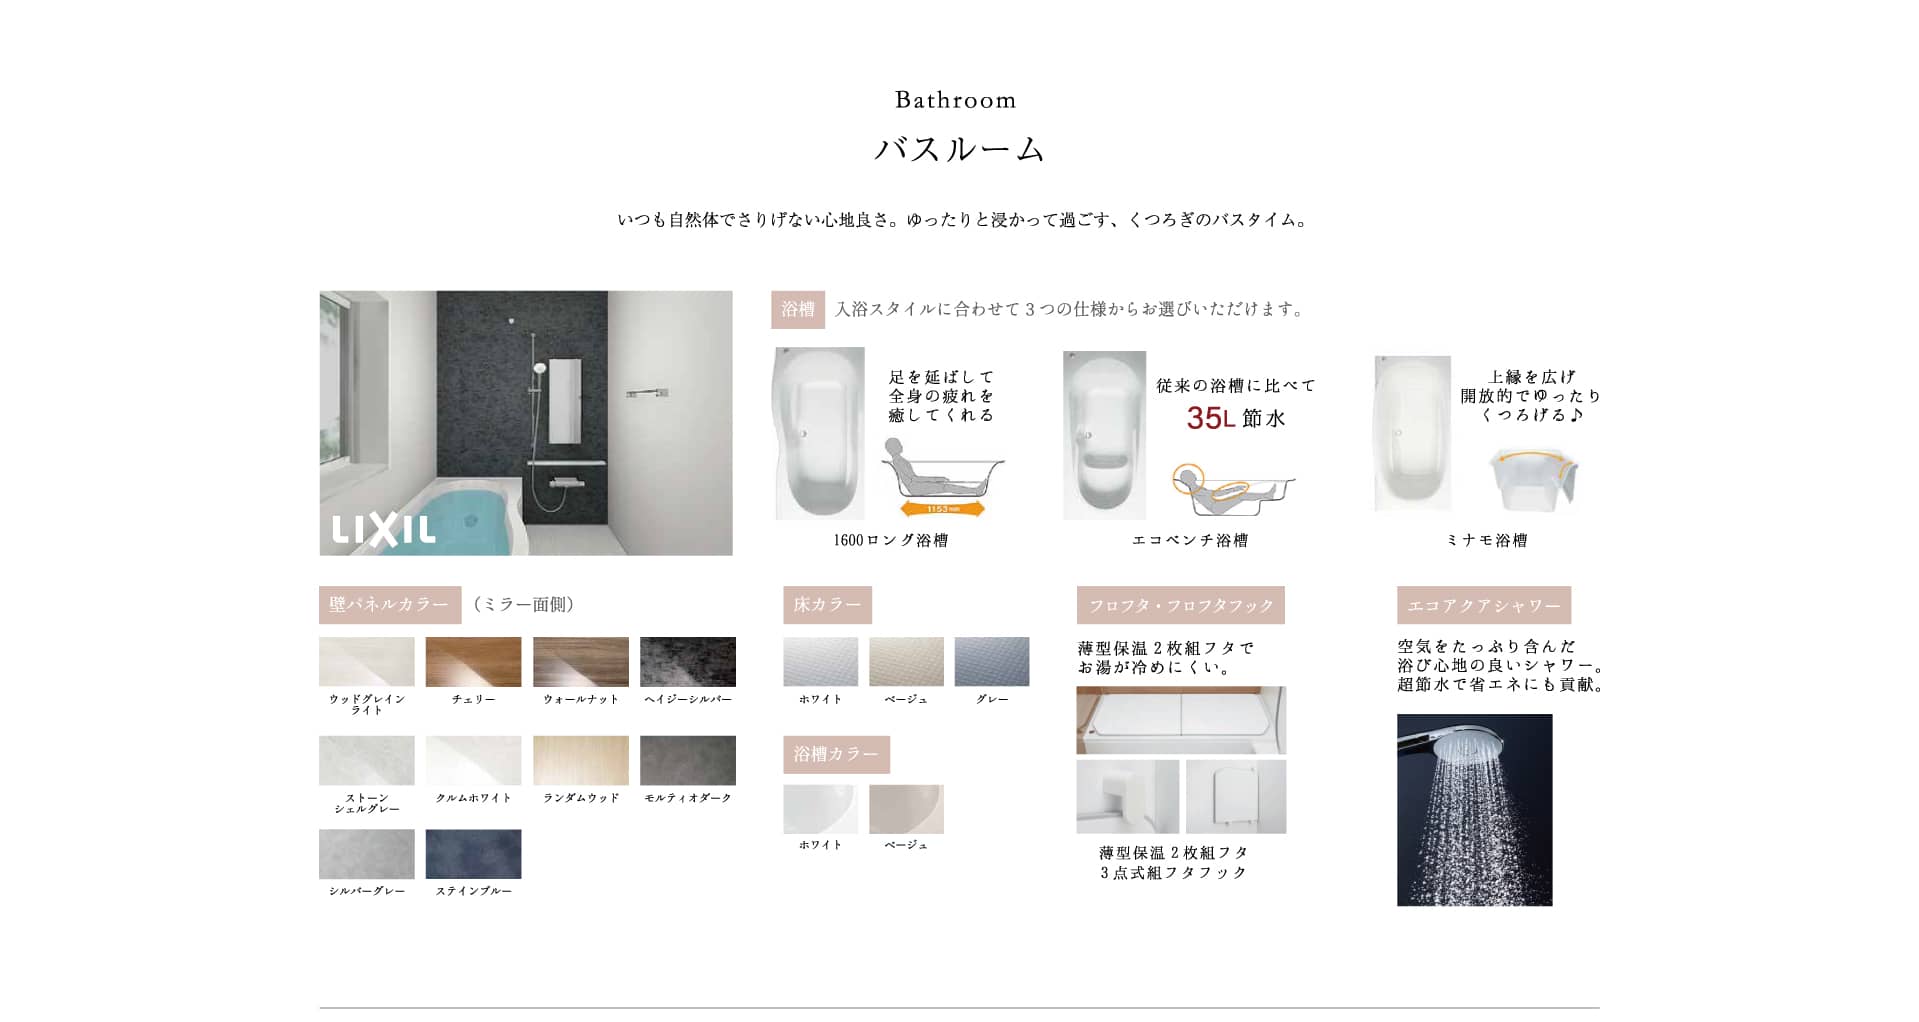 Bathroom
バスルーム
いつも自然体でさりげない心地良さ。ゆったりと浸かって過ごす、くつろぎのバスタイム。
LIXIL
浴槽 入浴スタイルに合わせて3つの仕様からお選びいただけます。
足を延ばして
全身の疲れを
癒してくれる
1153mm
1600ロング浴槽
従来の浴槽に比べて
35L節水
エコベンチ浴槽
上縁を広げ
開放的でゆったり
くつろげる♪
ミナモ浴槽
壁パネルカラー （ミラー面側）
ウッドグレイン
ライト
チェリー
ウォールナット
ヘイジーシルバー
ストーン
シェルグレー
クルムホワイト
ランダムウッド
モルティオダーク
シルバーグレー
ステインブルー
床カラー
ホワイト
ベージュ
グレー
浴槽カラー
ホワイト
ベージュ
フロフタ・フロフタフック
薄型保温2枚組フタで
お湯が冷めにくい。
薄型保温2枚組フタ
3点式組フタフック
エコアクアシャワー
空気をたっぷり含んだ
浴び心地の良いシャワー。
超節水で省エネにも貢献。